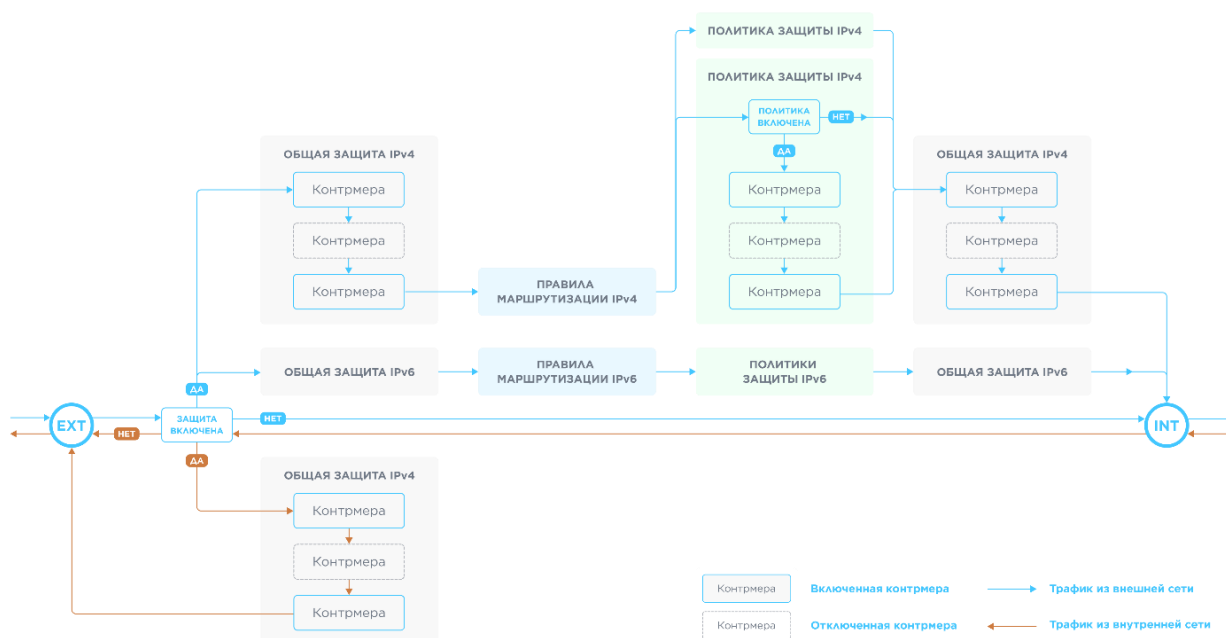 ПОЛИТИКА ЗАЩИТЫ IPv4
ПОЛИТИКА ЗАЩИТЫ IPv4
ПОЛИТИКА
ВКЛЮЧЕНА
НЕТ
ДА
Контрмера
Контрмера
Контрмера
ОБЩАЯ ЗАЩИТА IPv4
Контрмера
Контрмера
Контрмера
ПРАВИЛА
МАРШРУТИЗАЦИИ IPv4
ОБЩАЯ ЗАЩИТА IPv4
Контрмера
Контрмера
Контрмера
ОБЩАЯ ЗАЩИТА IPv6
ПРАВИЛА
МАРШРУТИЗАЦИИ IPv6
ПОЛИТИКИ
ЗАЩИТЫ IPv6
ОБЩАЯ ЗАЩИТА IPv6
ДА
EXT
ЗАЩИТА
ВКЛЮЧЕНА
НЕТ
НЕТ
INT
ДА
ОБЩАЯ ЗАЩИТА IPv4
Контрмера
Контрмера
Контрмера
Контрмера
Включенная контрмера
Трафик из внешней сети
Контрмера
Отключенная контрмера
Трафик из внутренней сети